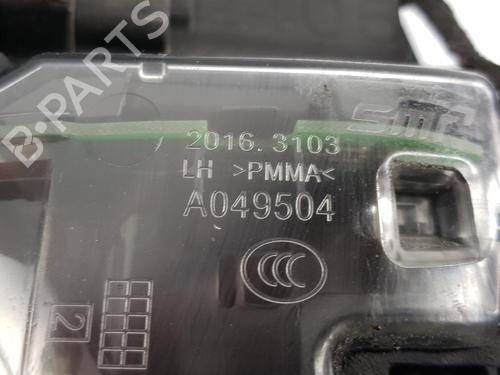 B-PARTS
SMR
2016. 3103
LH >PMMA<
A049504
CCC
2